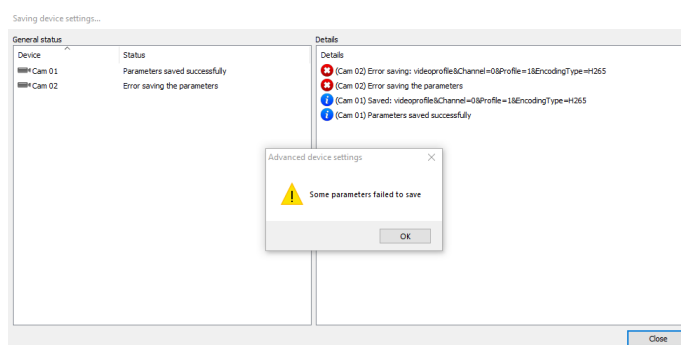 Saving device settings...
General status
Device
Status
Cam 01
Parameters saved successfully
Cam 02
Error saving the parameters
Details
Details
(Cam 02) Error saving: videoprofile&Channel=0&Profile=1&EncodingType=H265
(Cam 02) Error saving the parameters
(Cam 01) Saved: videoprofile&Channel=0&Profile=1&EncodingType=H265
(Cam 01) Parameters saved successfully
Advanced device settings
Some parameters failed to save
OK
Close